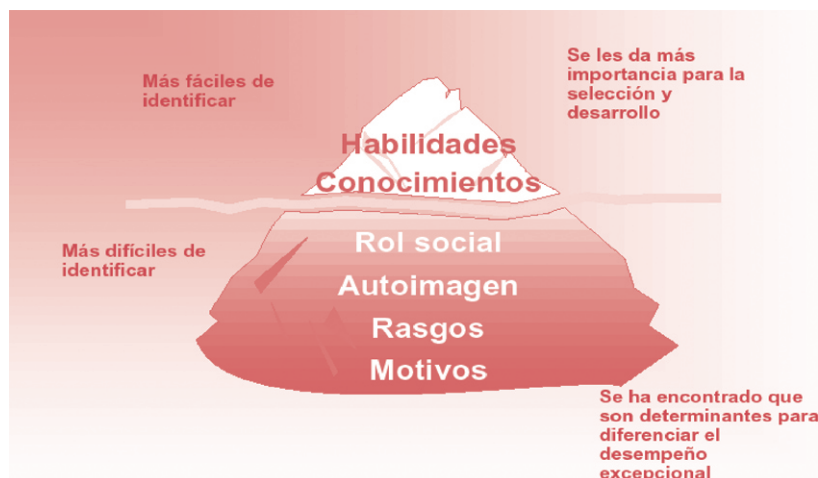 Más fáciles de
identificar
Se les da más
importancia para la
selección y
desarrollo
Habilidades
Conocimientos
Más difíciles de
identificar
Rol social
Autoimagen
Rasgos
Motivos
Se ha encontrado que
son determinantes para
diferenciar el
desempeño
excepcional